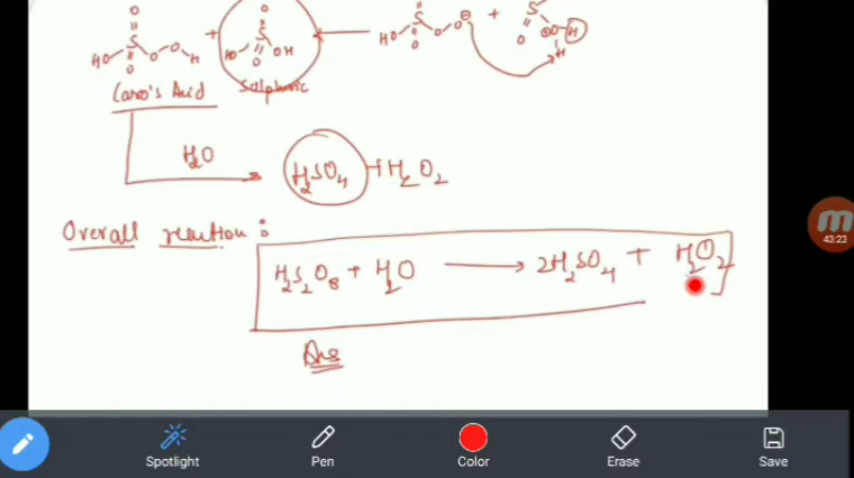 O O O S
HO S O O H + HO S OH HO S O O⊖ + O ⊕O H
O O O H
Caro's Acid Sulphuric
H2O H2SO4 + H2O2
Overall reaction :
H2S2O8 + H2O ⟶ 2H2SO4 + H2O2
Ans
m
43:23
Spotlight Pen Color Erase Save